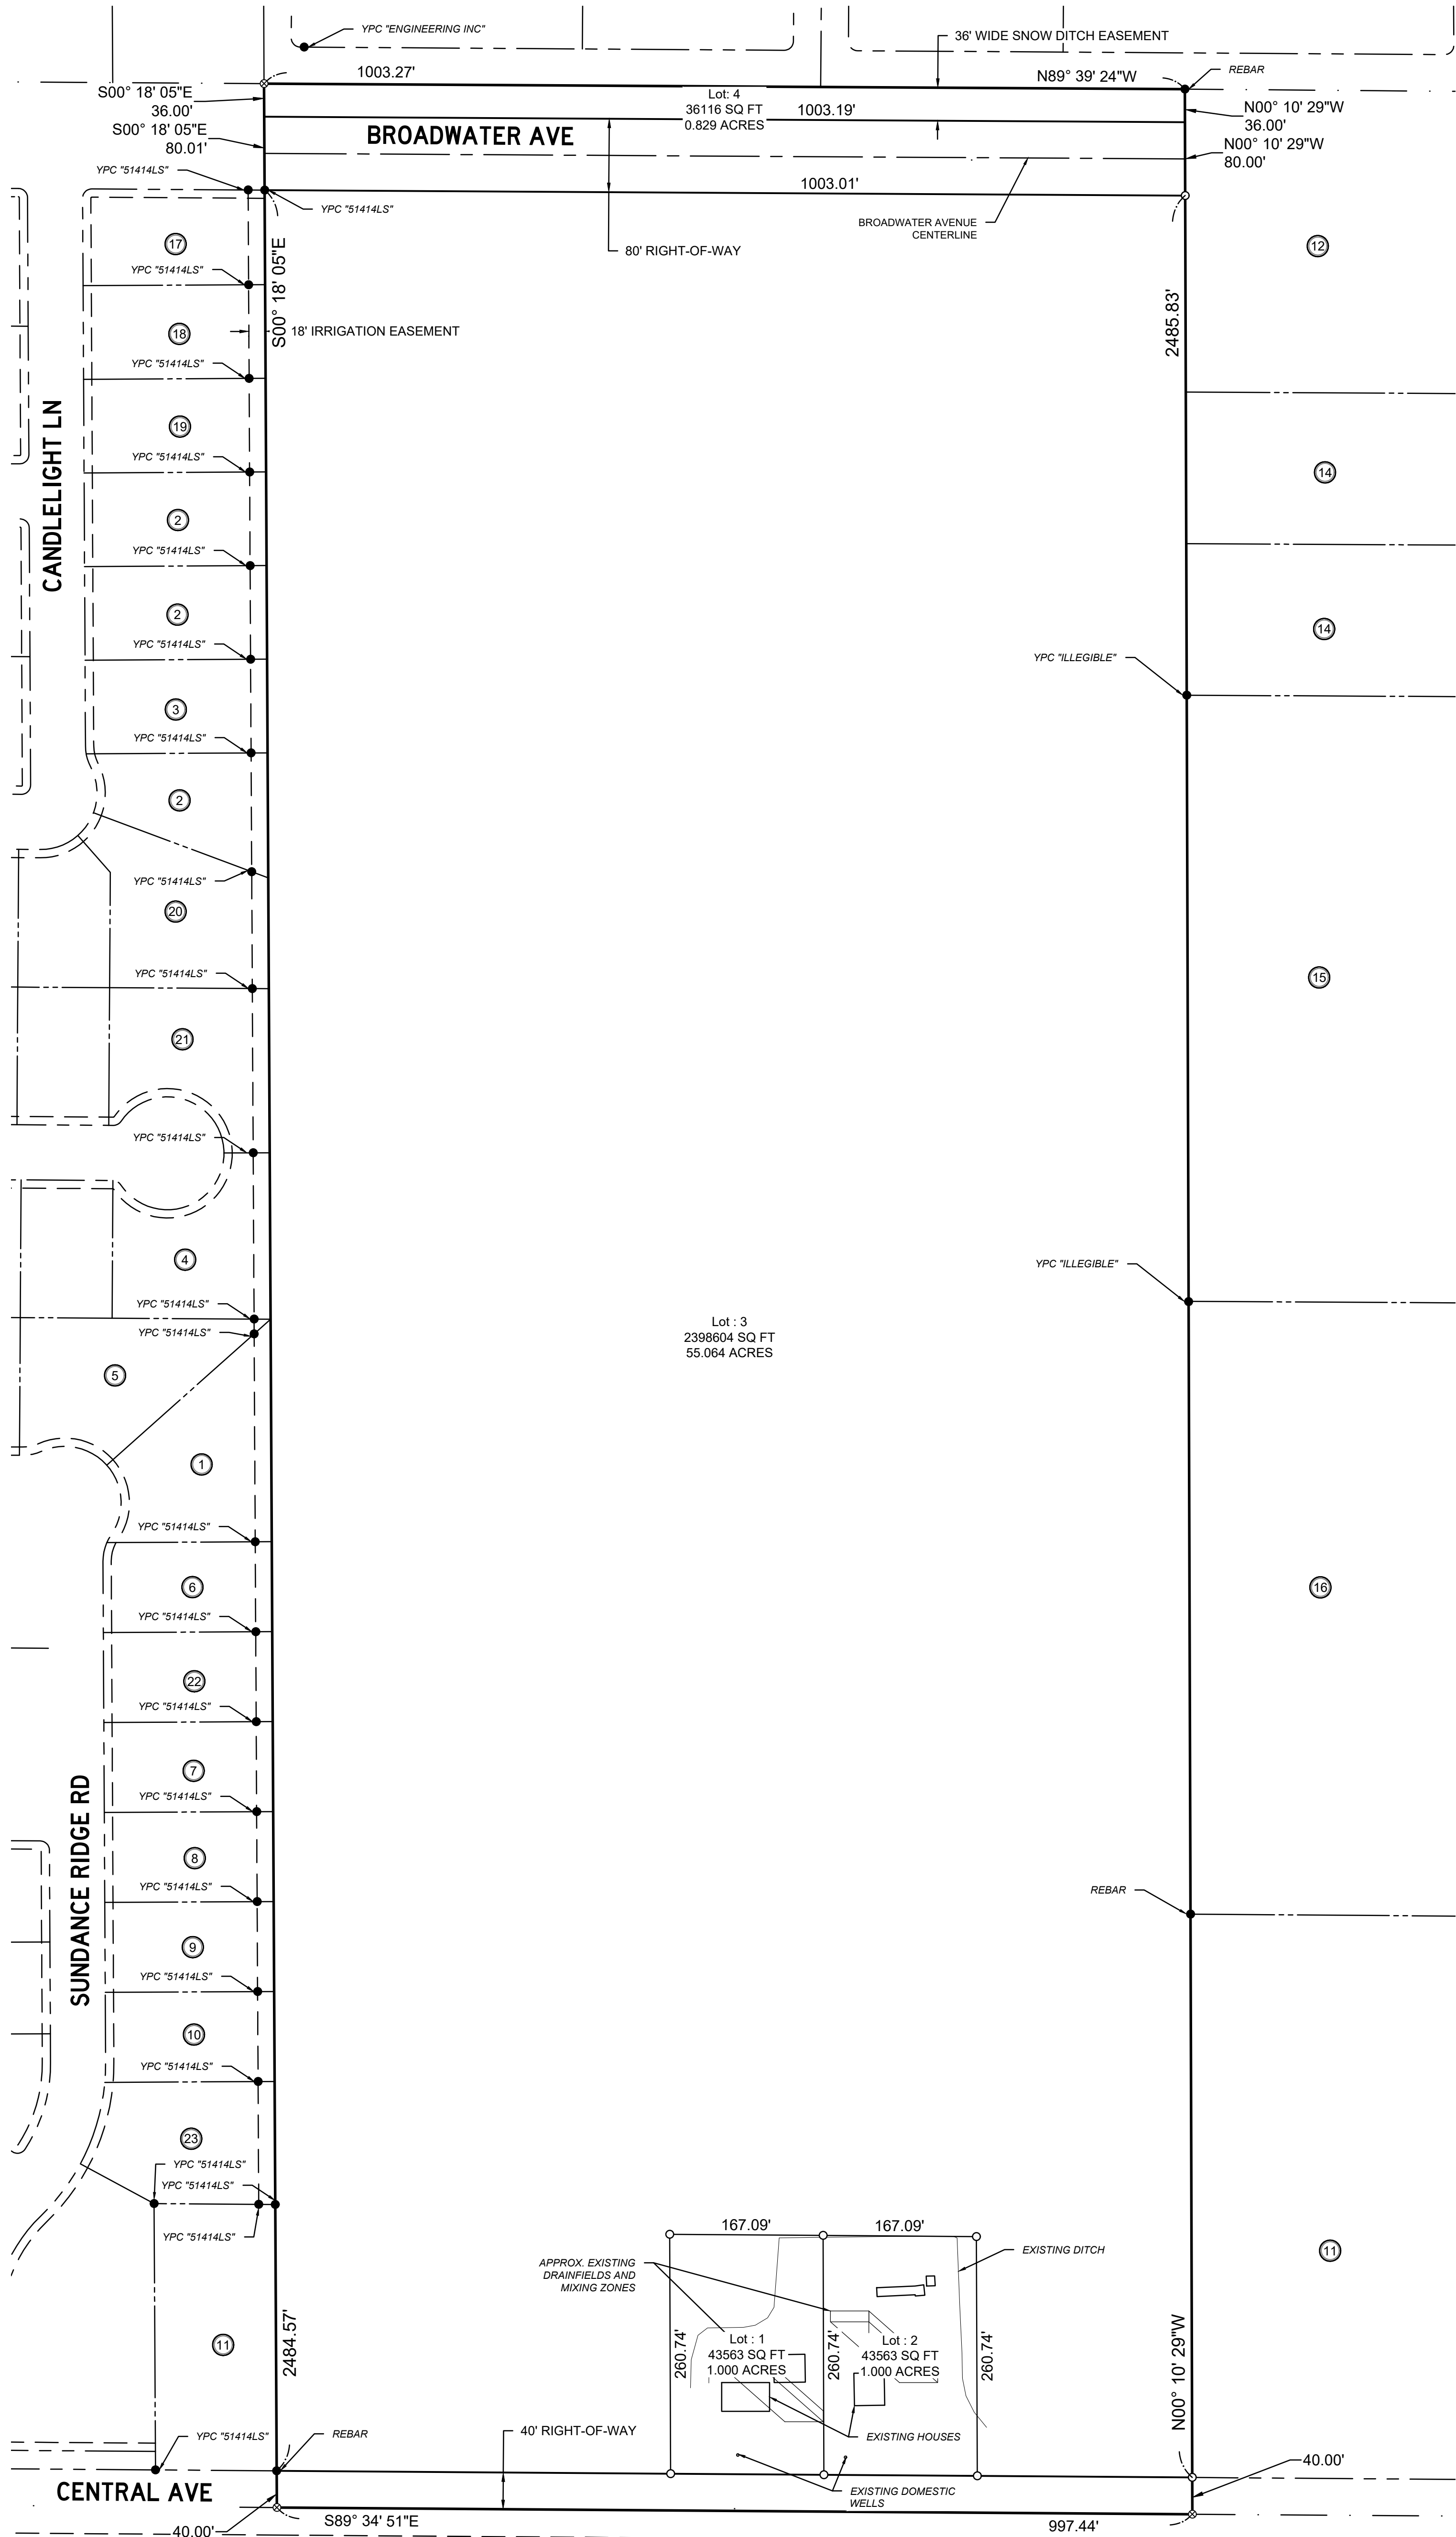 YPC "ENGINEERING INC"
36' WIDE SNOW DITCH EASEMENT
1003.27'
N89° 39' 24"W
REBAR
S00° 18' 05"E
36.00'
Lot: 4
36116 SQ FT
0.829 ACRES
1003.19'
N00° 10' 29"W
36.00'
S00° 18' 05"E
80.01'
BROADWATER AVE
N00° 10' 29"W
80.00'
YPC "51414LS"
YPC "51414LS"
1003.01'
BROADWATER AVENUE
CENTERLINE
80' RIGHT-OF-WAY
17
12
S00° 18' 05"E
YPC "51414LS"
2485.83'
18
18' IRRIGATION EASEMENT
YPC "51414LS"
CANDLELIGHT LN
19
YPC "51414LS"
14
2
YPC "51414LS"
2
14
YPC "51414LS"
YPC "ILLEGIBLE"
3
YPC "51414LS"
2
YPC "51414LS"
20
YPC "51414LS"
15
21
YPC "51414LS"
4
YPC "ILLEGIBLE"
YPC "51414LS"
YPC "51414LS"
Lot : 3
2398604 SQ FT
55.064 ACRES
5
1
YPC "51414LS"
6
16
YPC "51414LS"
22
YPC "51414LS"
7
YPC "51414LS"
SUNDANCE RIDGE RD
8
YPC "51414LS"
REBAR
9
YPC "51414LS"
10
YPC "51414LS"
23
YPC "51414LS"
YPC "51414LS"
YPC "51414LS"
167.09'
167.09'
EXISTING DITCH
11
APPROX. EXISTING
DRAINFIELDS AND
MIXING ZONES
2484.57'
11
260.74'
Lot : 1
43563 SQ FT
1.000 ACRES
260.74'
Lot : 2
43563 SQ FT
1.000 ACRES
260.74'
N00° 10' 29"W
YPC "51414LS"
REBAR
40' RIGHT-OF-WAY
EXISTING HOUSES
40.00'
CENTRAL AVE
EXISTING DOMESTIC
WELLS
S89° 34' 51"E
997.44'
40.00'